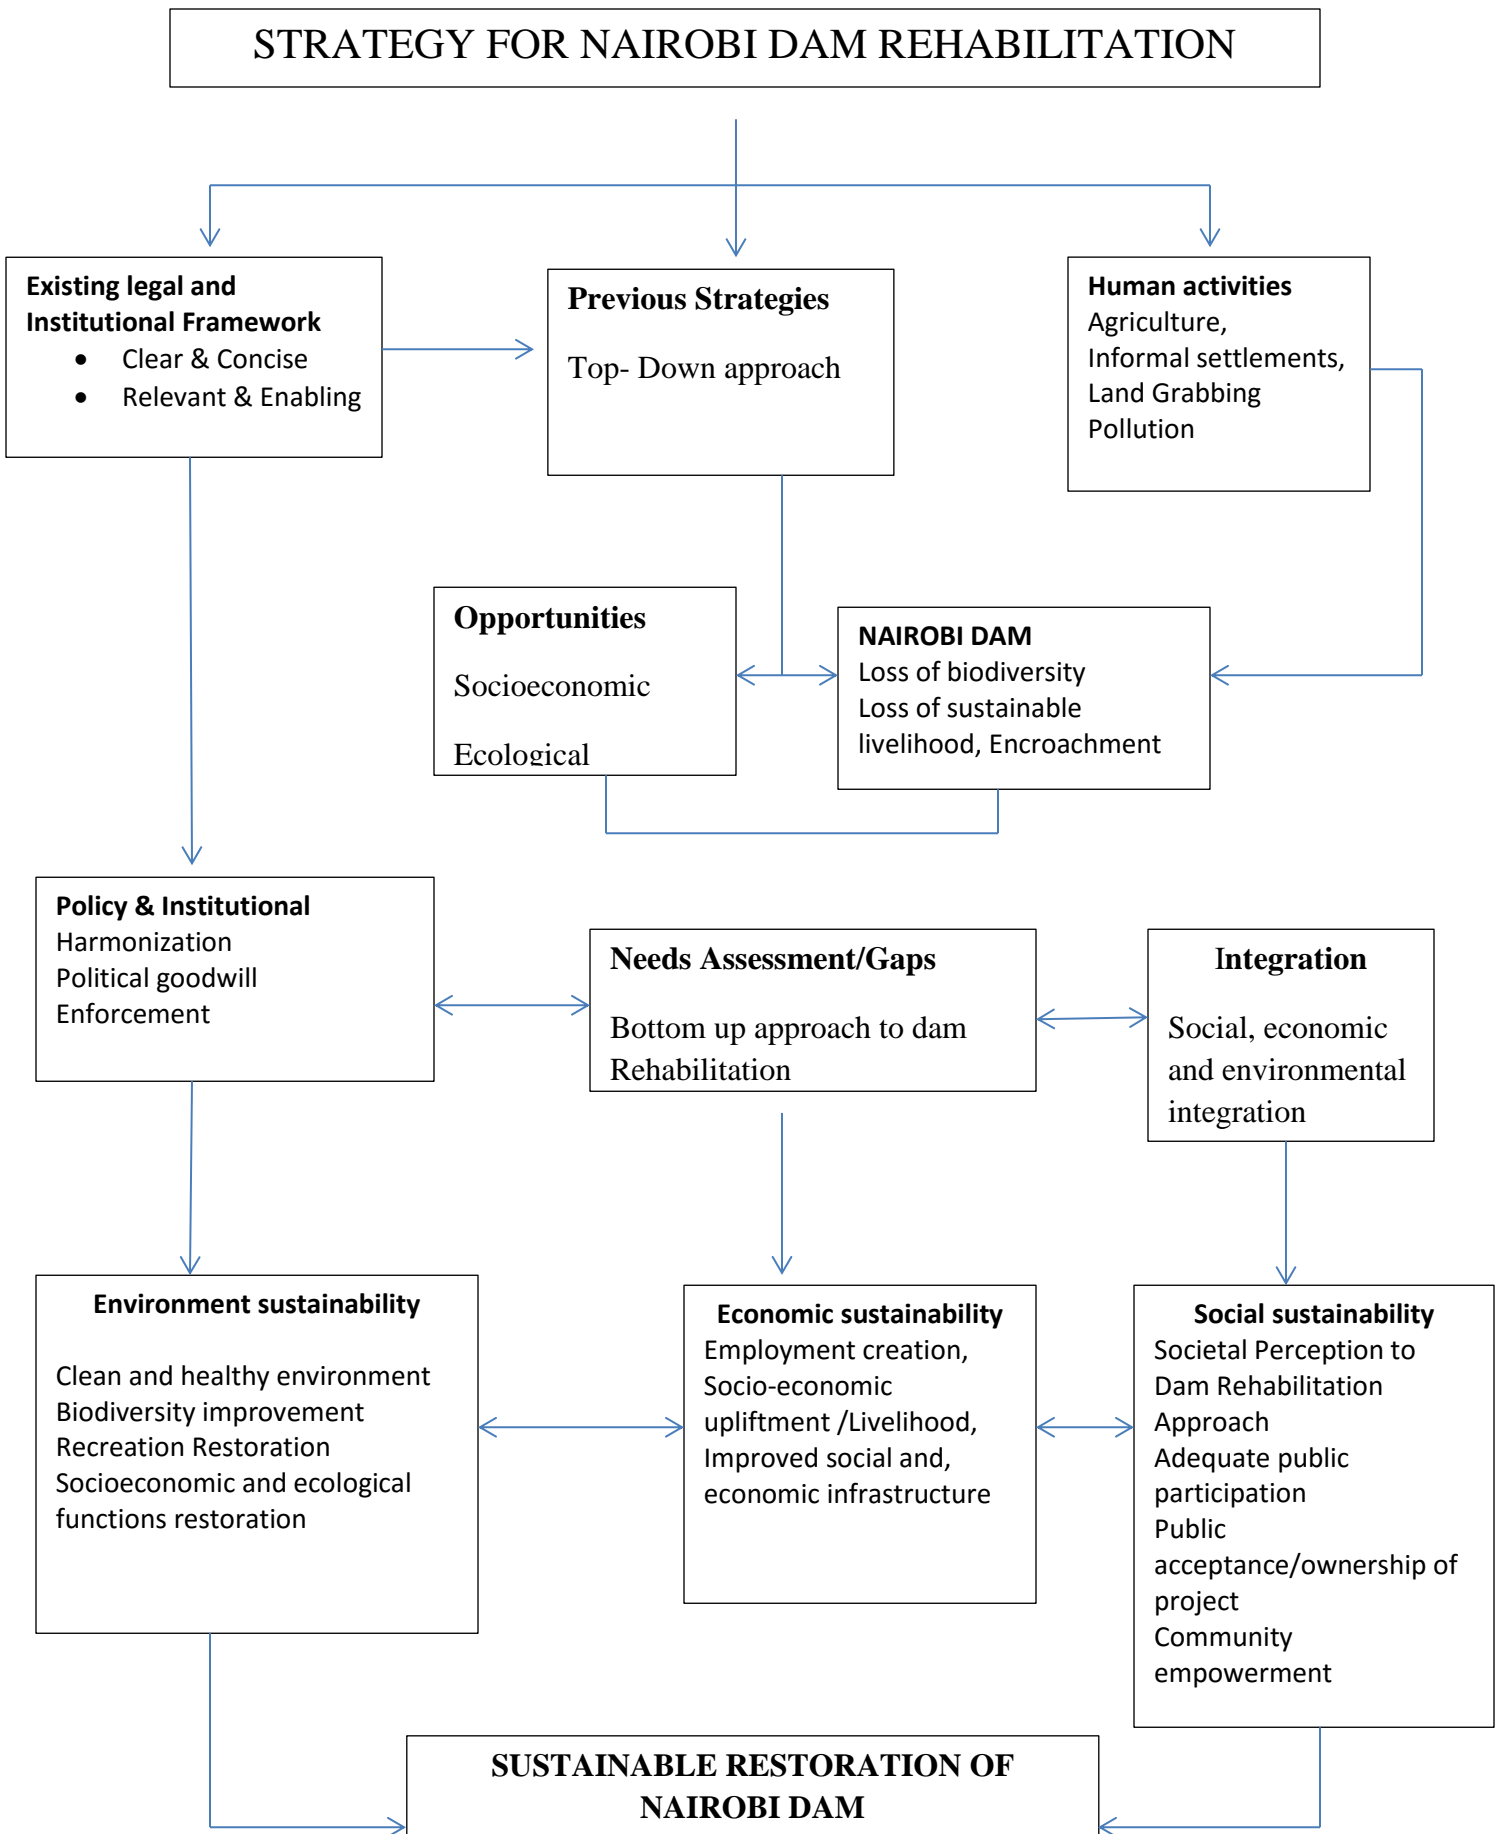 STRATEGY FOR NAIROBI DAM REHABILITATION
Existing legal and
Institutional Framework
• Clear & Concise
• Relevant & Enabling
Previous Strategies
Top- Down approach
Human activities
Agriculture,
Informal settlements,
Land Grabbing
Pollution
Opportunities
Socioeconomic
Ecological
NAIROBI DAM
Loss of biodiversity
Loss of sustainable
livelihood, Encroachment
Policy & Institutional
Harmonization
Political goodwill
Enforcement
Needs Assessment/Gaps
Bottom up approach to dam
Rehabilitation
Integration
Social, economic
and environmental
integration
Environment sustainability
Clean and healthy environment
Biodiversity improvement
Recreation Restoration
Socioeconomic and ecological
functions restoration
Economic sustainability
Employment creation,
Socio-economic
upliftment /Livelihood,
Improved social and,
economic infrastructure
Social sustainability
Societal Perception to
Dam Rehabilitation
Approach
Adequate public
participation
Public
acceptance/ownership of
project
Community
empowerment
SUSTAINABLE RESTORATION OF
NAIROBI DAM